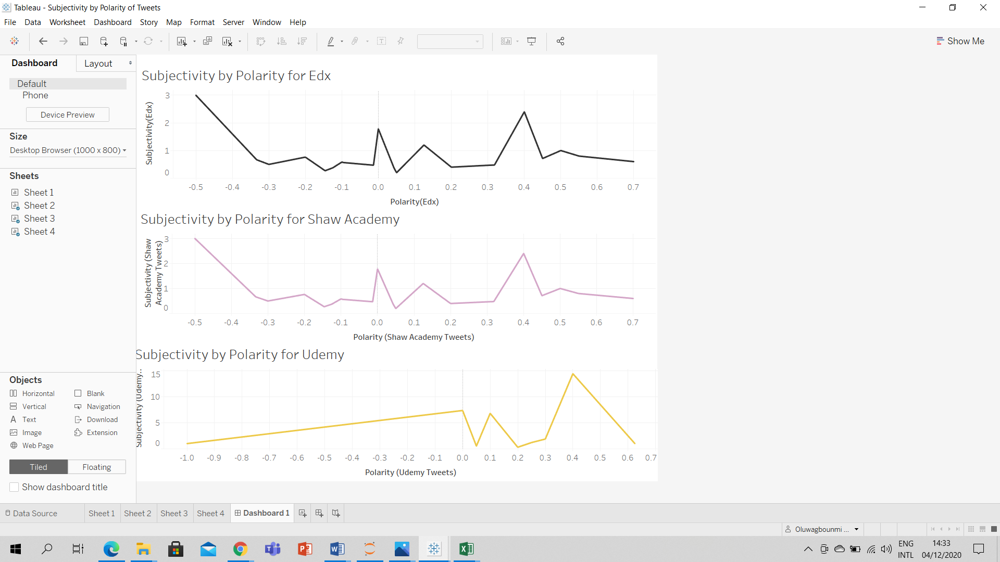 Tableau - Subjectivity by Polarity of Tweets
File Data Worksheet Dashboard Story Map Format Server Window Help
Show Me
Dashboard Layout
Default
Phone
Device Preview
Size
Desktop Browser (1000 x 800)
Sheets
Sheet 1
Sheet 2
Sheet 3
Sheet 4
Objects
Horizontal Blank
Vertical Navigation
Text Download
Image Extension
Web Page
Tiled Floating
Show dashboard title
Subjectivity by Polarity for Edx
Subjectivity(Edx)
3
2
1
0
-0.5 -0.4 -0.3 -0.2 -0.1 0.0 0.1 0.2 0.3 0.4 0.5 0.6 0.7
Polarity(Edx)
Subjectivity by Polarity for Shaw Academy
Subjectivity (Shaw
Academy Tweets)
3
2
1
0
-0.5 -0.4 -0.3 -0.2 -0.1 0.0 0.1 0.2 0.3 0.4 0.5 0.6 0.7
Polarity (Shaw Academy Tweets)
Subjectivity by Polarity for Udemy
Subjectivity (Udemy..
15
10
5
0
-1.0 -0.9 -0.8 -0.7 -0.6 -0.5 -0.4 -0.3 -0.2 -0.1 0.0 0.1 0.2 0.3 0.4 0.5 0.6 0.7
Polarity (Udemy Tweets)
Data Source Sheet 1 Sheet 2 Sheet 3 Sheet 4 Dashboard 1
Oluwagbounmi ...
ENG
INTL
14:33
04/12/2020